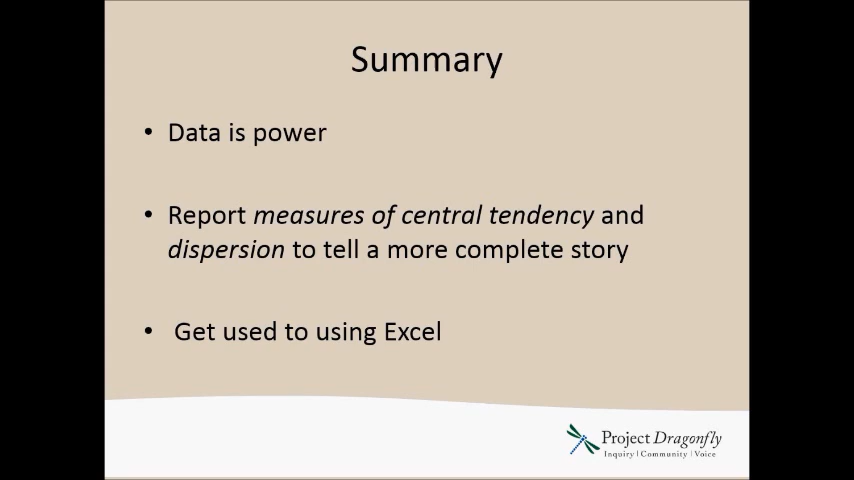 Summary
• Data is power
• Report measures of central tendency and
dispersion to tell a more complete story
• Get used to using Excel
Project Dragonfly
Inquiry | Community | Voice